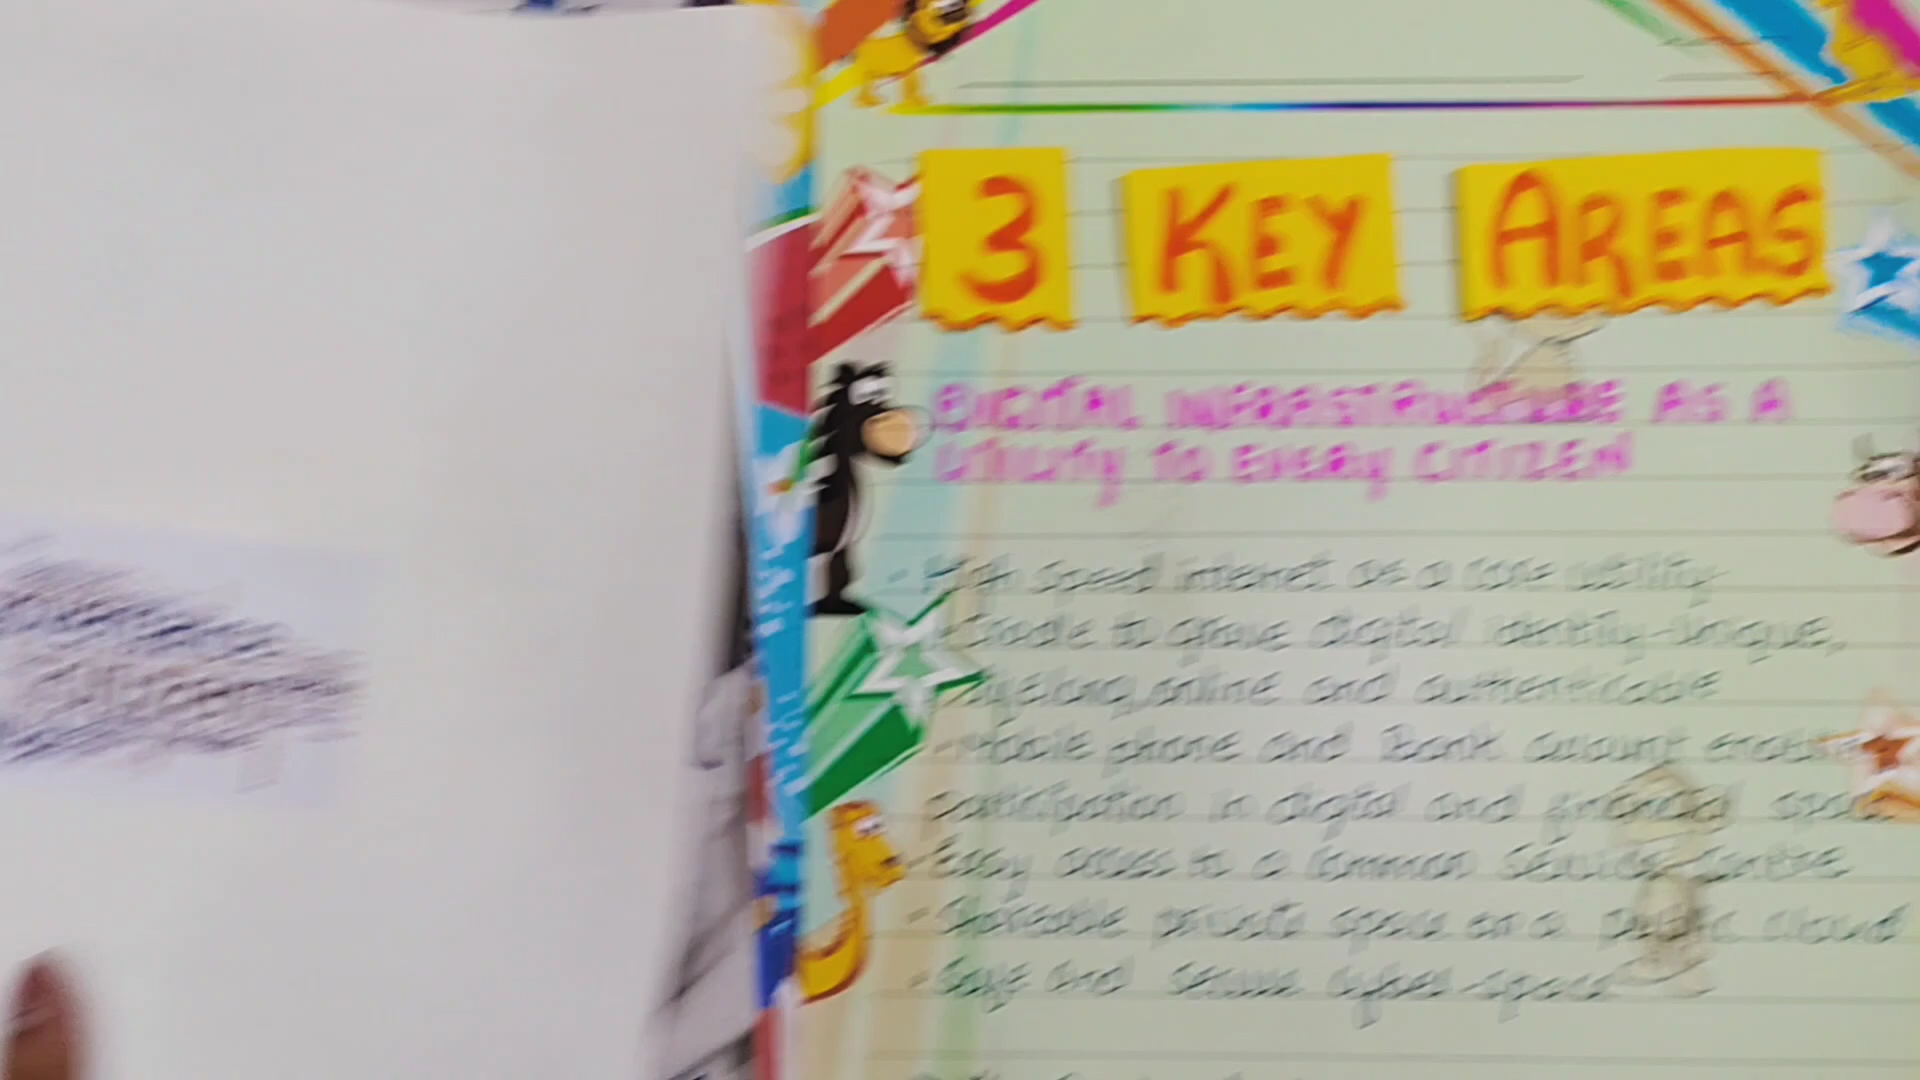 3 KEY AREAS
DIGITAL INFRASTRUCTURE AS A
UTILITY TO EVERY CITIZEN
- High speed internet as a core utility
- Cradle to grave digital identity-unique,
lifelong, online and authenticable
- Mobile phone and Bank account enable
participation in digital and financial space
- Easy access to a Common Service Centre
- Shareable private space on a public cloud
- Safe and secure cyber-space